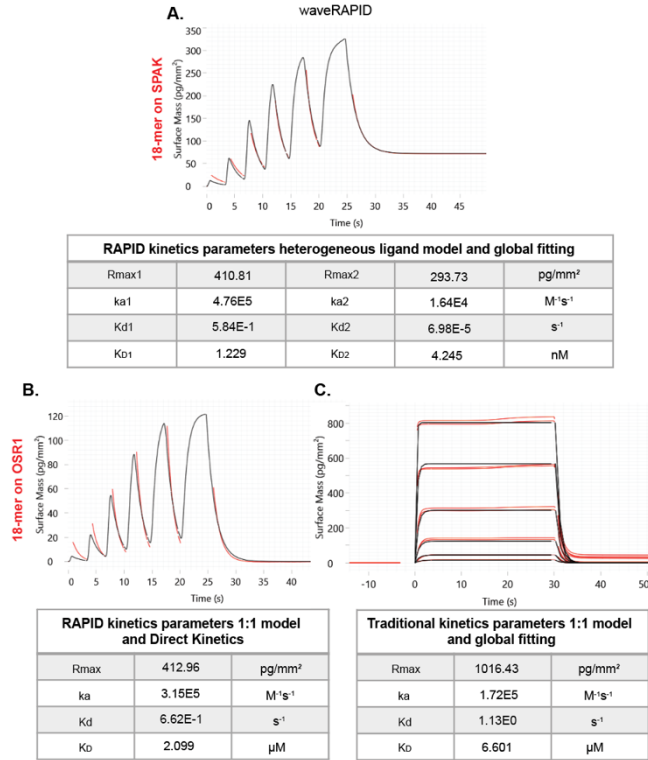 A.
waveRAPID
18-mer on SPAK
Surface Mass (pg/mm²)
350
300
250
200
150
100
50
0
0 5 10 15 20 25 30 35 40 45
Time (s)
RAPID kinetics parameters heterogeneous ligand model and global fitting
Rmax1 410.81 Rmax2 293.73 pg/mm²
ka1 4.76E5 ka2 1.64E4 M⁻¹s⁻¹
Kd1 5.84E-1 Kd2 6.98E-5 s⁻¹
KD1 1.229 KD2 4.245 nM
B.
18-mer on OSR1
Surface Mass (pg/mm²)
120
100
80
60
40
20
0
0 5 10 15 20 25 30 35 40
Time (s)
RAPID kinetics parameters 1:1 model
and Direct Kinetics
Rmax 412.96 pg/mm²
ka 3.15E5 M⁻¹s⁻¹
Kd 6.62E-1 s⁻¹
KD 2.099 µM
C.
Surface Mass (pg/mm²)
800
600
400
200
0
-10 0 10 20 30 40 50
Time (s)
Traditional kinetics parameters 1:1 model
and global fitting
Rmax 1016.43 pg/mm²
ka 1.72E5 M⁻¹s⁻¹
Kd 1.13E0 s⁻¹
KD 6.601 µM